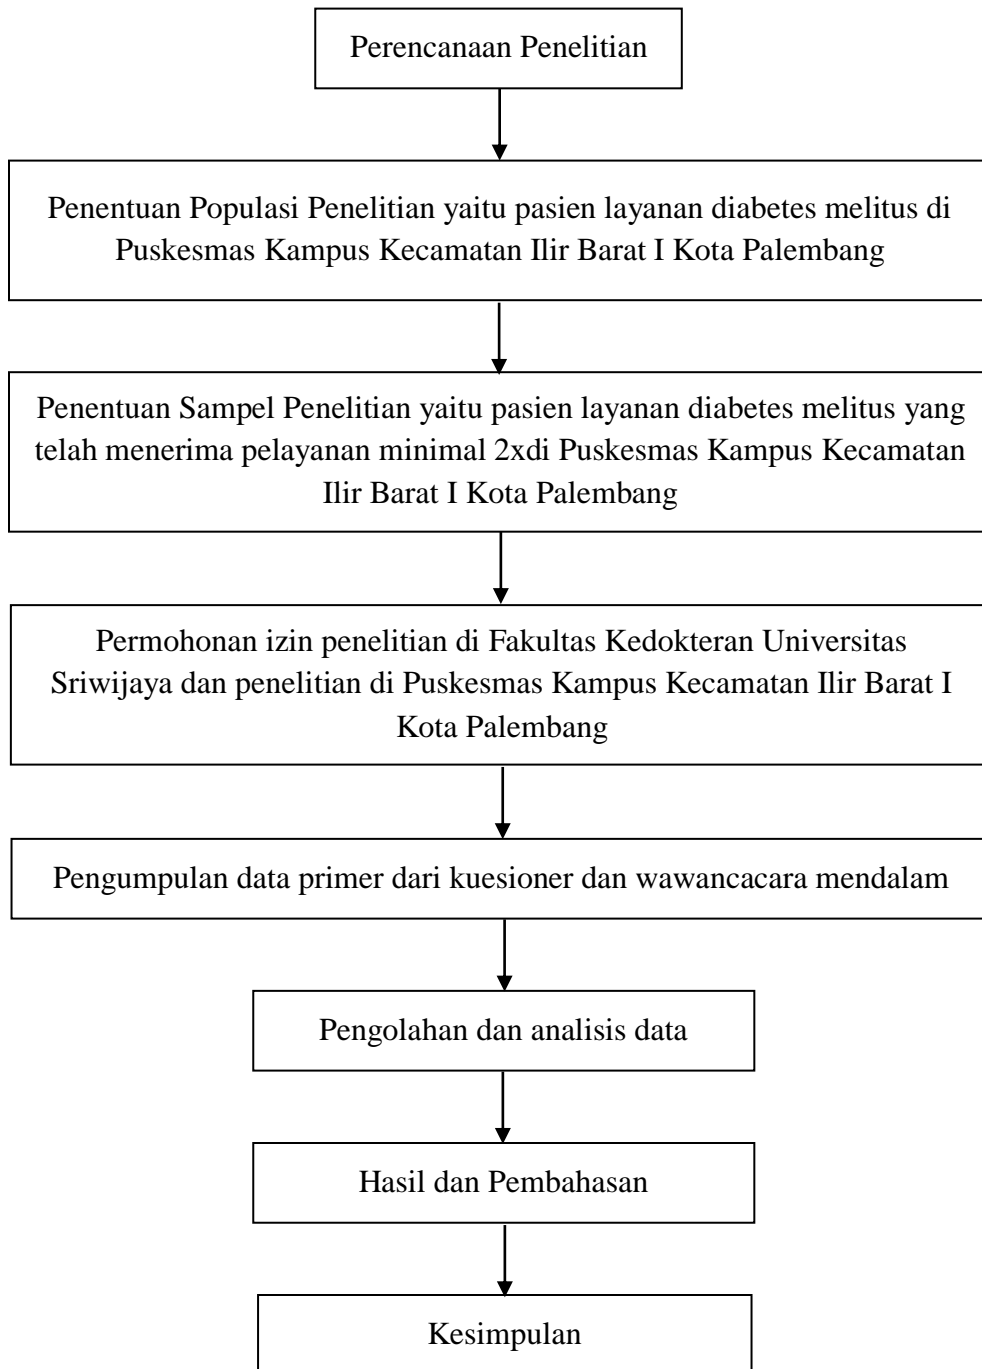 Perencanaan Penelitian
Penentuan Populasi Penelitian yaitu pasien layanan diabetes melitus di
Puskesmas Kampus Kecamatan Ilir Barat I Kota Palembang
Penentuan Sampel Penelitian yaitu pasien layanan diabetes melitus yang
telah menerima pelayanan minimal 2xdi Puskesmas Kampus Kecamatan
Ilir Barat I Kota Palembang
Permohonan izin penelitian di Fakultas Kedokteran Universitas
Sriwijaya dan penelitian di Puskesmas Kampus Kecamatan Ilir Barat I
Kota Palembang
Pengumpulan data primer dari kuesioner dan wawancacara mendalam
Pengolahan dan analisis data
Hasil dan Pembahasan
Kesimpulan